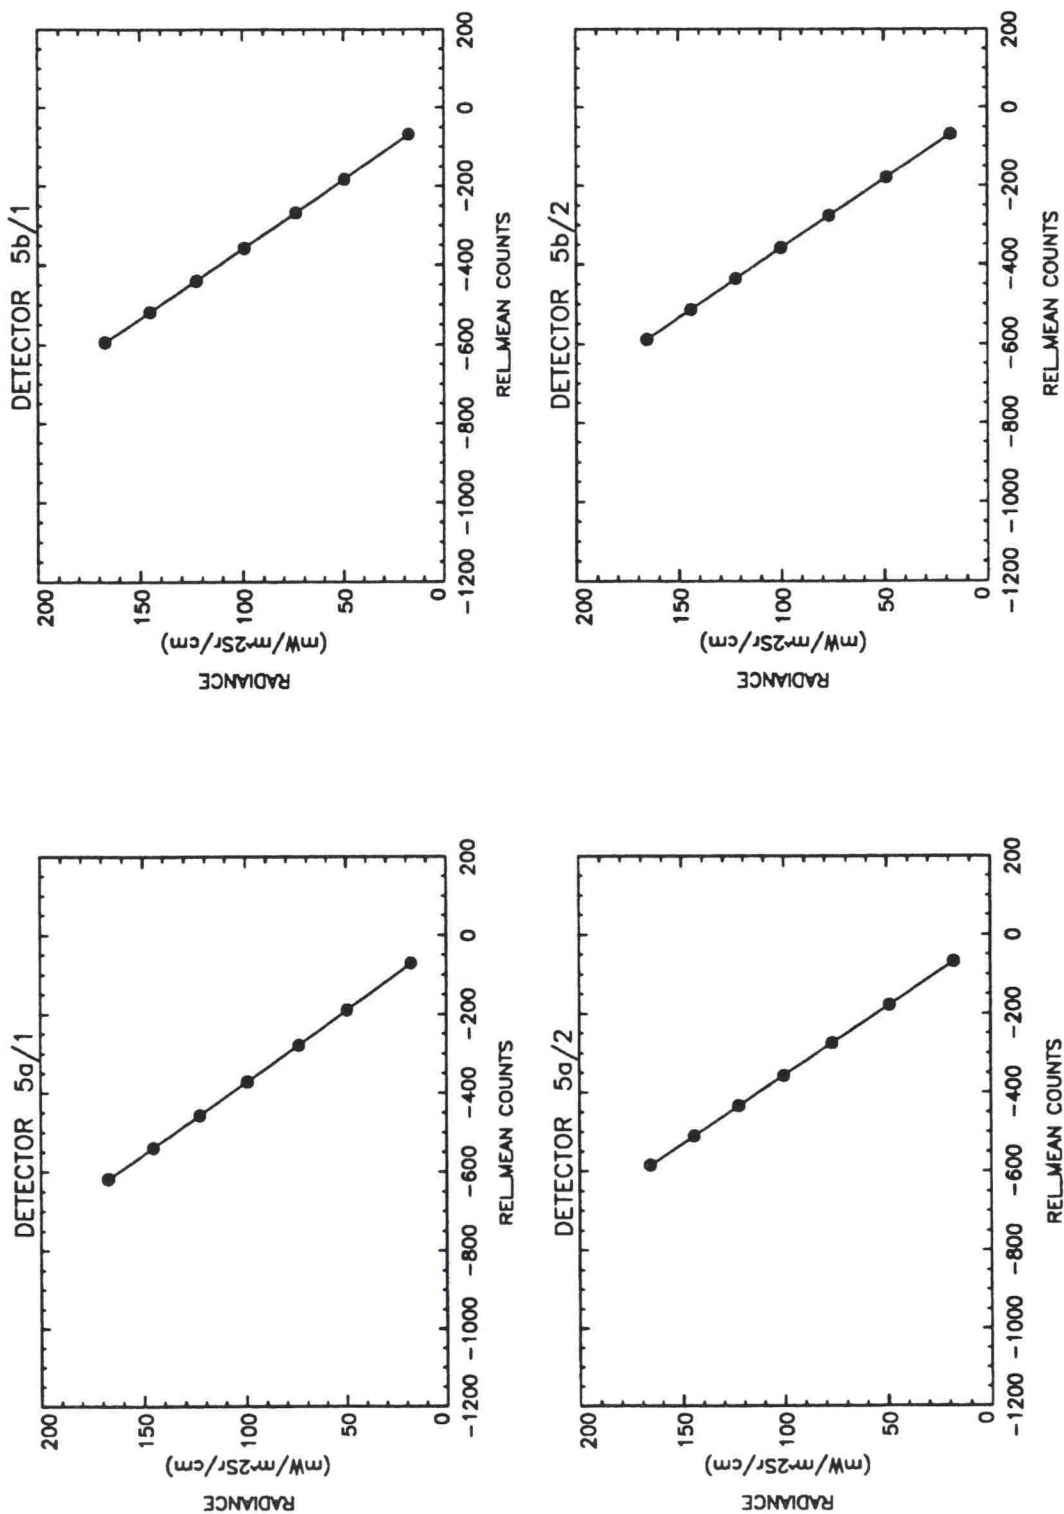 DETECTOR 5a/1
200
150
100
50
0
RADIANCE
(mW/m^2Sr/cm)
-1200 -1000 -800 -600 -400 -200 0 200
REL_MEAN COUNTS
DETECTOR 5b/1
200
150
100
50
0
RADIANCE
(mW/m^2Sr/cm)
-1200 -1000 -800 -600 -400 -200 0 200
REL_MEAN COUNTS
DETECTOR 5a/2
200
150
100
50
0
RADIANCE
(mW/m^2Sr/cm)
-1200 -1000 -800 -600 -400 -200 0 200
REL_MEAN COUNTS
DETECTOR 5b/2
200
150
100
50
0
RADIANCE
(mW/m^2Sr/cm)
-1200 -1000 -800 -600 -400 -200 0 200
REL_MEAN COUNTS